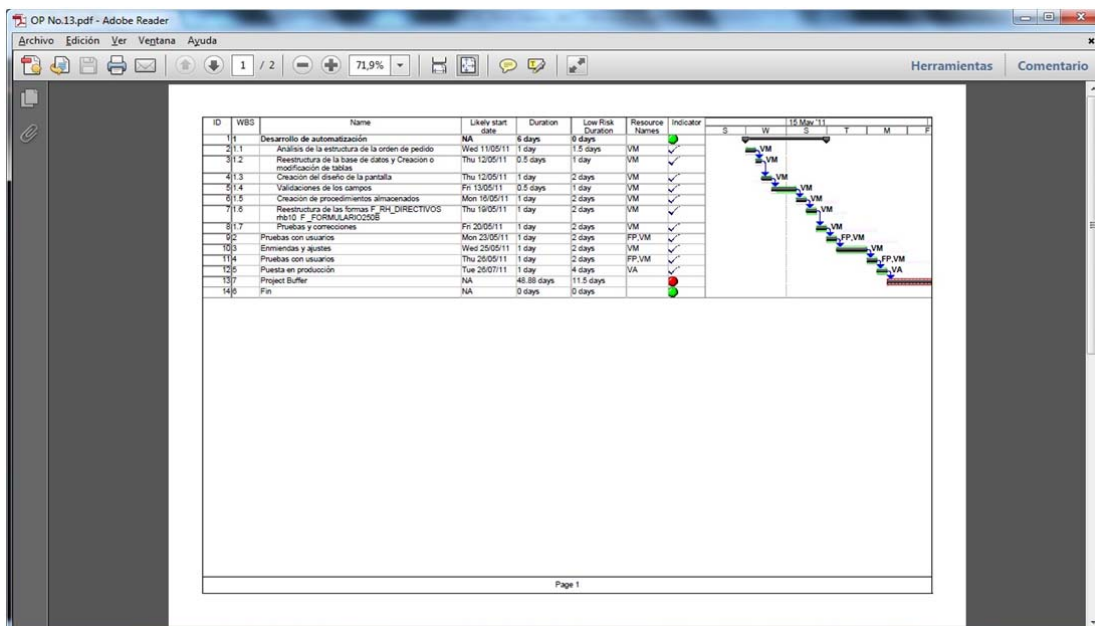 OP No.13.pdf - Adobe Reader
Archivo Edición Ver Ventana Ayuda
1 / 2 71,9% Herramientas Comentario
ID WBS Name Likely start date Duration Low Risk Duration Resource Names Indicator 15 May '11
S W S T M F
1 1 Desarrollo de automatización NA 6 days 0 days
2 1.1 Análisis de la estructura de la orden de pedido Wed 11/05/11 1 day 1.5 days VM VM
3 1.2 Reestructura de la base de datos y Creación o modificación de tablas Thu 12/05/11 0.5 days 1 day VM VM
4 1.3 Creación del diseño de la pantalla Thu 12/05/11 1 day 2 days VM VM
5 1.4 Validaciones de los campos Fri 13/05/11 0.5 days 1 day VM VM
6 1.5 Creación de procedimientos almacenados Mon 16/05/11 1 day 2 days VM VM
7 1.6 Reestructura de las formas F_RH_DIRECTIVOS rhb10 F_FORMULARIO250B Thu 19/05/11 1 day 2 days VM VM
8 1.7 Pruebas y correcciones Fri 20/05/11 1 day 2 days VM VM
9 2 Pruebas con usuarios Mon 23/05/11 1 day 2 days FP,VM FP,VM
10 3 Enmiendas y ajustes Wed 25/05/11 1 day 2 days VM VM
11 4 Pruebas con usuarios Thu 26/05/11 1 day 2 days FP,VM FP,VM
12 5 Puesta en producción Tue 26/07/11 1 day 4 days VA VA
13 7 Project Buffer NA 48.88 days 11.5 days
14 6 Fin NA 0 days 0 days
Page 1